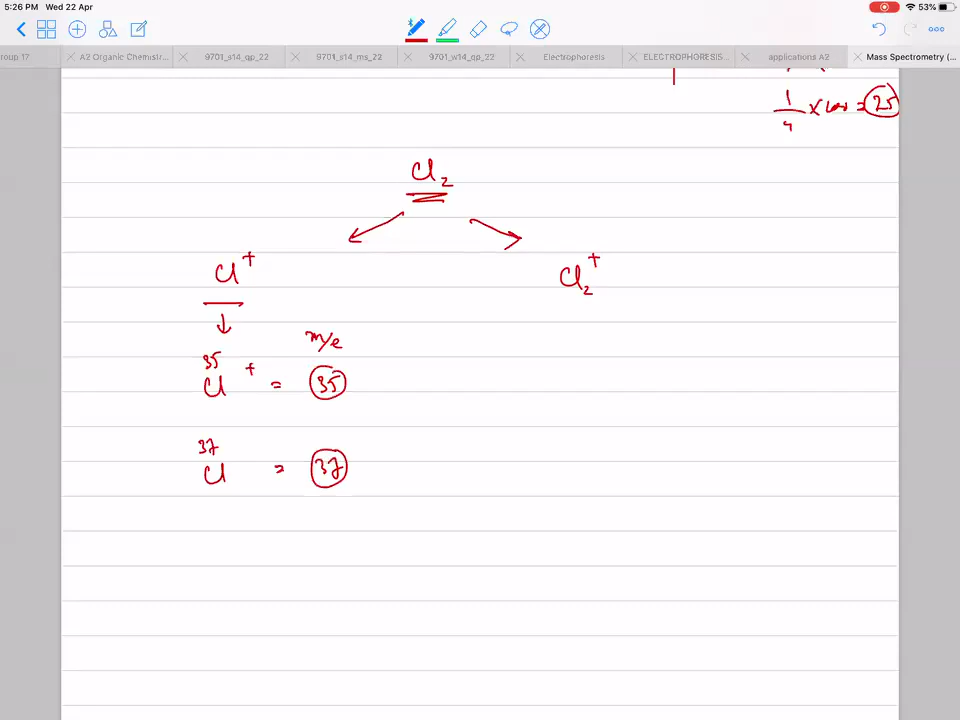 5:26 PM Wed 22 Apr 53%
roup 17 A2 Organic Chemistr... 9701_s14_qp_22 9701_s14_ms_22 9701_w14_qp_22 Electrophoresis ELECTROPHORESIS... applications A2 Mass Spectrometry (...
1/4 x 100 = 25
Cl2
Cl+ Cl2+
m/e
35Cl+ = 35
37Cl = 37